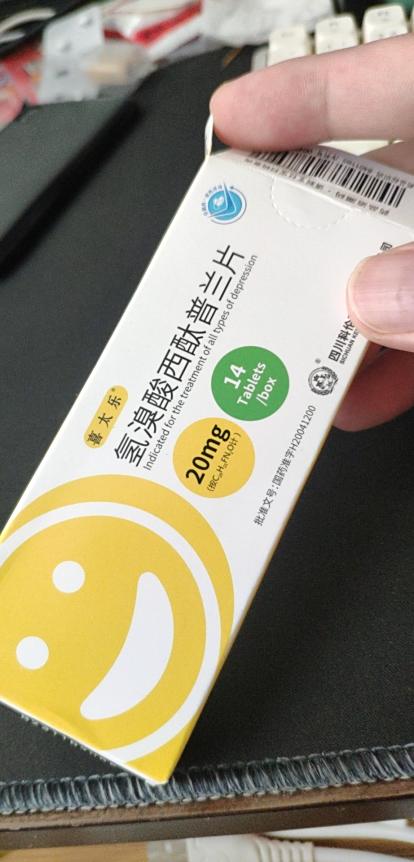 喜太乐®
氢溴酸西酞普兰片
Indicated for the treatment of all types of depression
20mg
14
Tablets
/box
批准文号:国药准字H20041200
四川科伦
SICHUAN KE